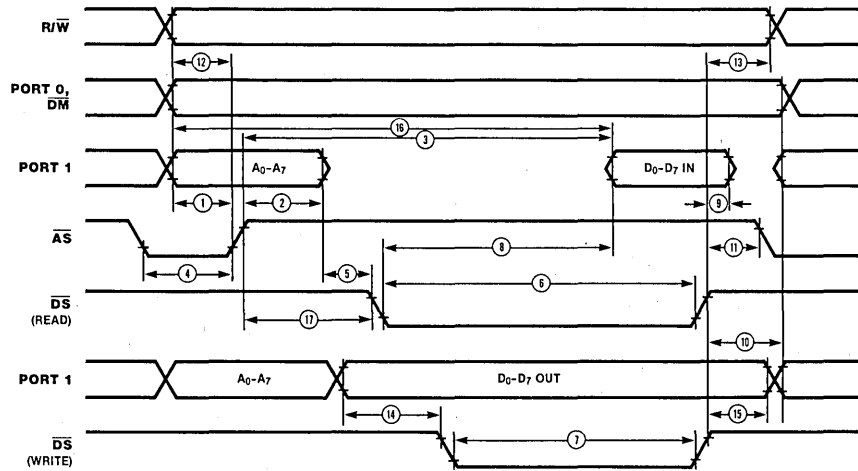 R/W̅
12
13
PORT 0,
D̅M̅
16
3
PORT 1
A₀-A₇
D₀-D₇ IN
1
2
9
A̅S̅
8
11
4
5
6
D̅S̅
(READ)
17
10
PORT 1
A₀-A₇
D₀-D₇ OUT
14
15
7
D̅S̅
(WRITE)